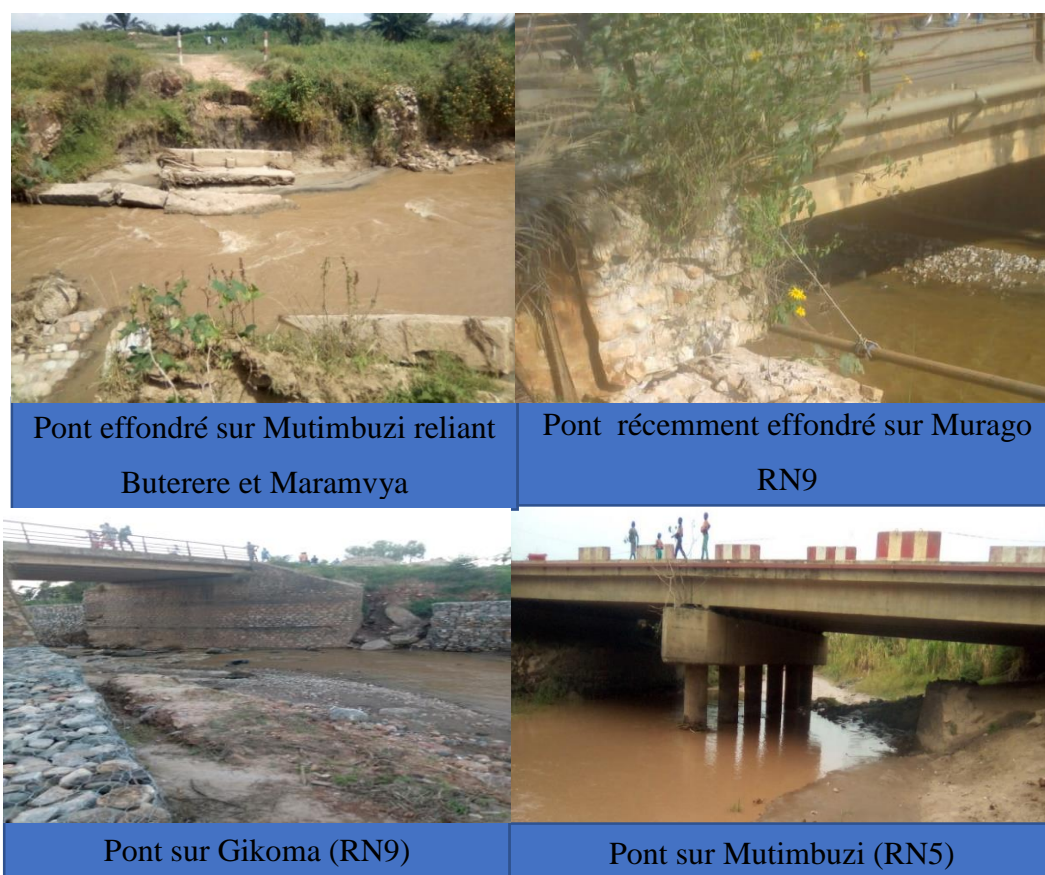 Pont effondré sur Mutimbuzi reliant
Buterere et Maramvya
Pont récemment effondré sur Murago
RN9
Pont sur Gikoma (RN9)
Pont sur Mutimbuzi (RN5)